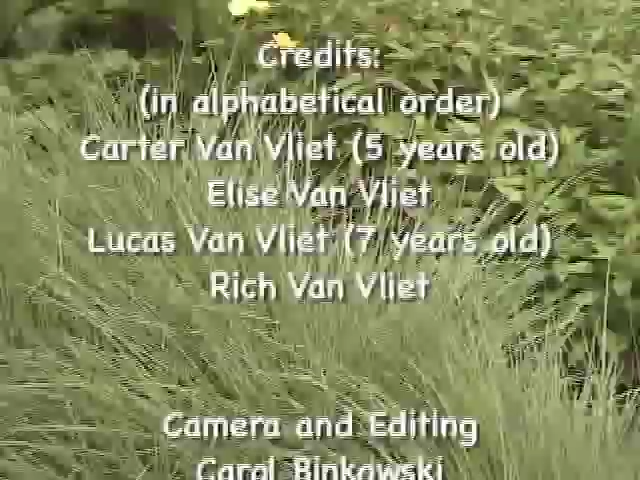 Credits:
(in alphabetical order)
Carter Van Vliet (5 years old)
Elise Van Vliet
Lucas Van Vliet (7 years old)
Rich Van Vliet
Camera and Editing
Carol Binkowski